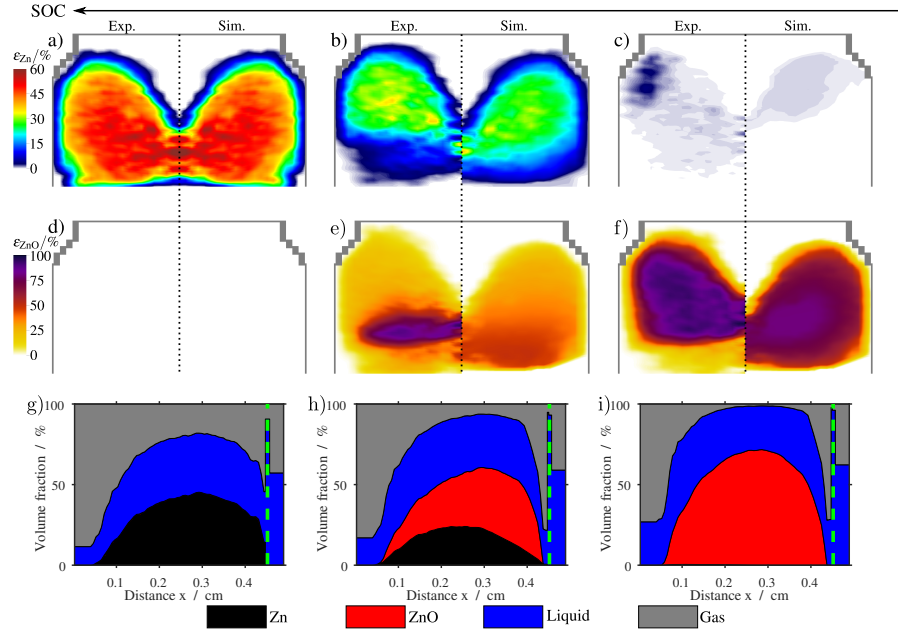 SOC
Exp. Sim. Exp. Sim. Exp. Sim.
a) b) c)
εZn/%
60
45
30
15
0
d) e) f)
εZnO/%
100
75
50
25
0
g) h) i)
100 100 100
50 50 50
0 0 0
Volume fraction / % Volume fraction / % Volume fraction / %
0.1 0.2 0.3 0.4 0.1 0.2 0.3 0.4 0.1 0.2 0.3 0.4
Distance x / cm Distance x / cm Distance x / cm
Zn ZnO Liquid Gas